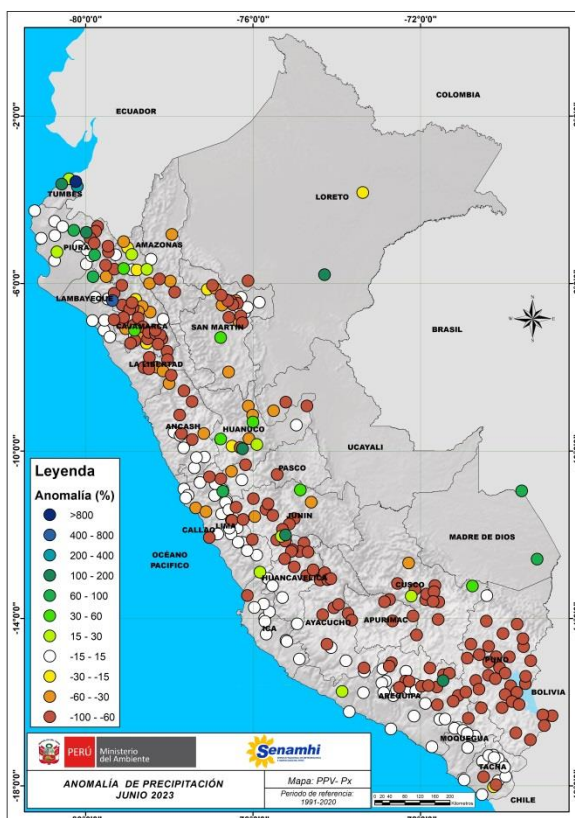 -80°0'0"
-76°0'0"
-72°0'0"
COLOMBIA
ECUADOR
-2°0'0"
LORETO
TUMBES
PIURA
AMAZONAS
-6°0'0"
LAMBAYEQUE
CAJAMARCA
SAN MARTIN
BRASIL
LA LIBERTAD
ANCASH
HUANUCO
UCAYALI
-10°0'0"
PASCO
JUNIN
LIMA
CALLAO
MADRE DE DIOS
OCÉANO
PACIFICO
HUANCAVELICA
CUSCO
-14°0'0"
ICA
AYACUCHO
APURIMAC
PUNO
AREQUIPA
BOLIVIA
MOQUEGUA
TACNA
-18°0'0"
CHILE
Leyenda
Anomalía (%)
>800
400 - 800
200 - 400
100 - 200
60 - 100
30 - 60
15 - 30
-15 - 15
-30 - -15
-60 - -30
-100 - -60
PERÚ
Ministerio
del Ambiente
Senamhi
ANOMALÍA DE PRECIPITACIÓN
JUNIO 2023
Mapa: PPV- Px
Periodo de referencia:
1991-2020